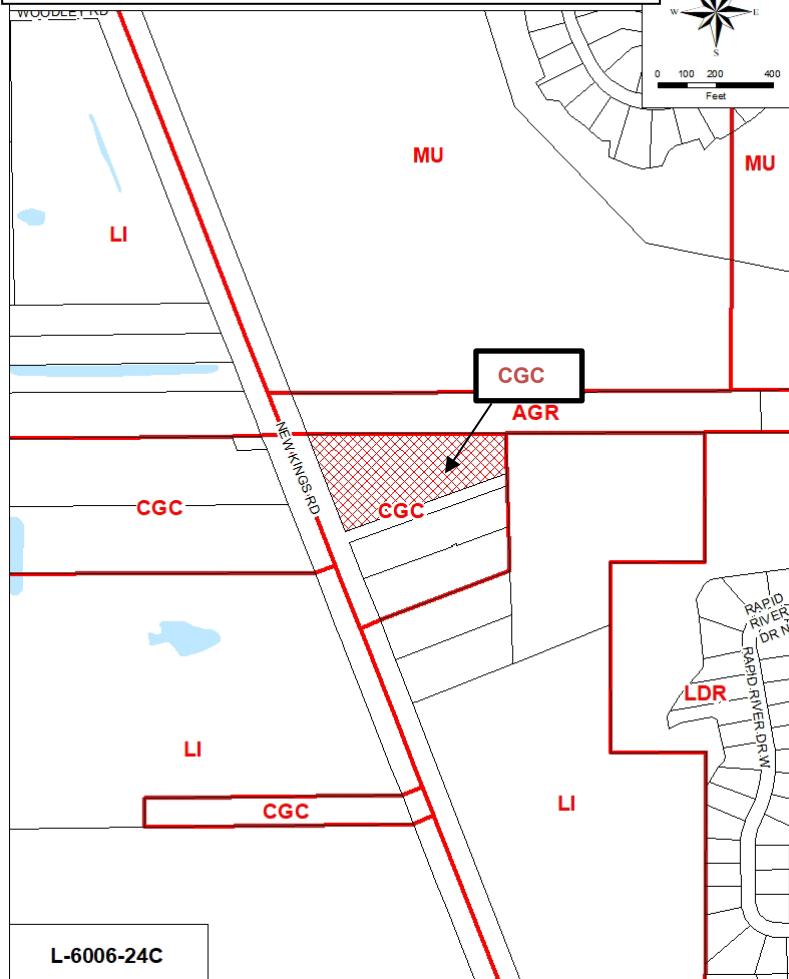 WOODLEY RD
W
E
S
0 100 200 400
Feet
MU
MU
LI
CGC
AGR
NEW KINGS RD
CGC
CGC
RAPID
RIVER
DR N
RAPID RIVER DR W
LDR
LI
CGC
LI
L-6006-24C